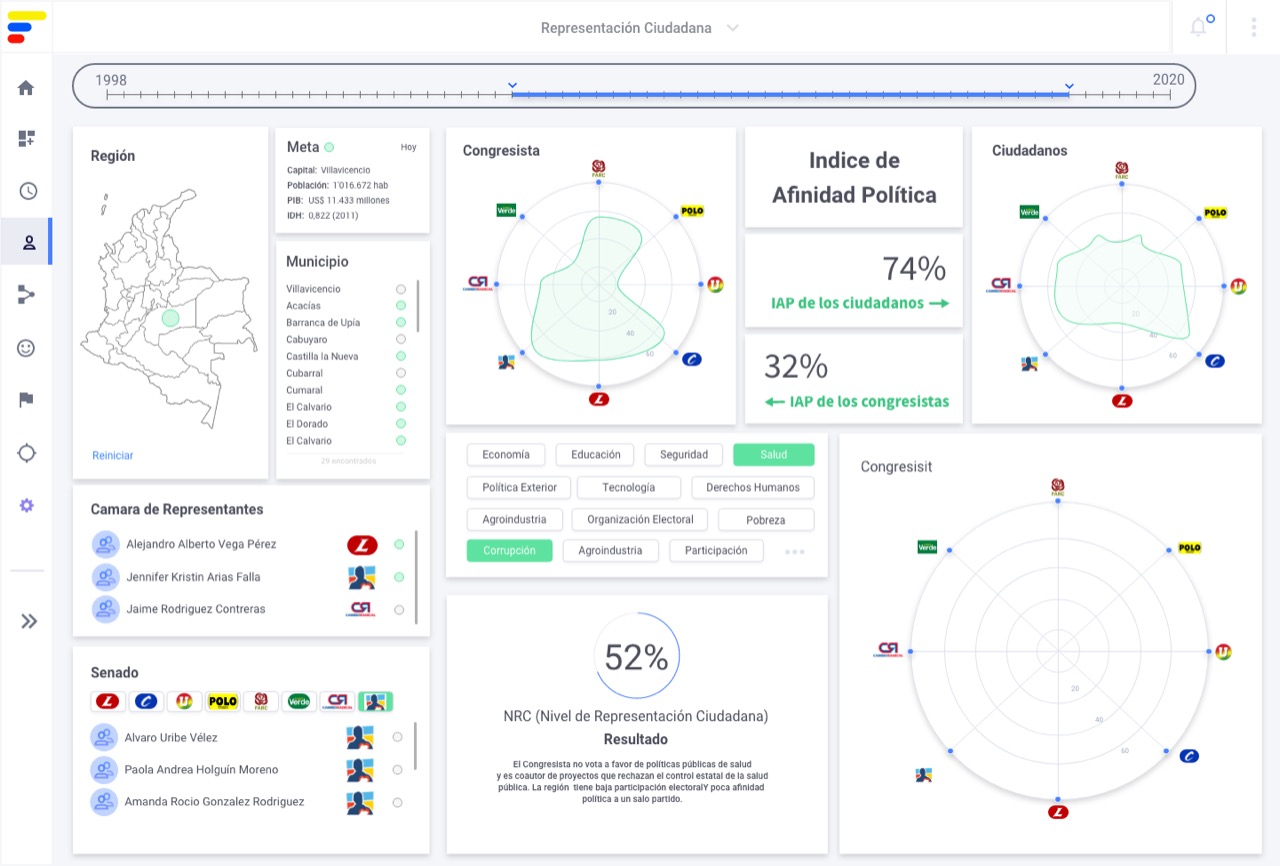 Representación Ciudadana
1998
2020
Región
Reiniciar
Meta
Hoy
Capital: Villavicencio
Población: 1'016.672 hab
PIB: US$ 11.433 millones
IDH: 0,822 (2011)
Municipio
Villavicencio
Acacías
Barranca de Upía
Cabuyaro
Castilla la Nueva
Cubarral
Cumaral
El Calvario
El Dorado
El Calvario
29 encontrados
Camara de Representantes
Alejandro Alberto Vega Pérez
L
Jennifer Kristin Arias Falla
Jaime Rodriguez Contreras
CR
Senado
L C U POLO FARC Verde CR
Alvaro Uribe Vélez
Paola Andrea Holguín Moreno
Amanda Rocio Gonzalez Rodriguez
Congresista
FARC
Verde
POLO
CR
U
20
40
60
C
L
Indice de
Afinidad Política
74%
IAP de los ciudadanos
32%
IAP de los congresistas
Ciudadanos
FARC
Verde
POLO
CR
U
20
40
60
C
L
Economía
Educación
Seguridad
Salud
Política Exterior
Tecnología
Derechos Humanos
Agroindustria
Organización Electoral
Pobreza
Corrupción
Agroindustria
Participación
52%
NRC (Nivel de Representación Ciudadana)
Resultado
El Congresista no vota a favor de políticas públicas de salud
y es coautor de proyectos que rechazan el control estatal de la salud
pública. La región tiene baja participación electoralY poca afinidad
política a un salo partido.
Congresisit
FARC
Verde
POLO
CR
U
20
40
60
C
L